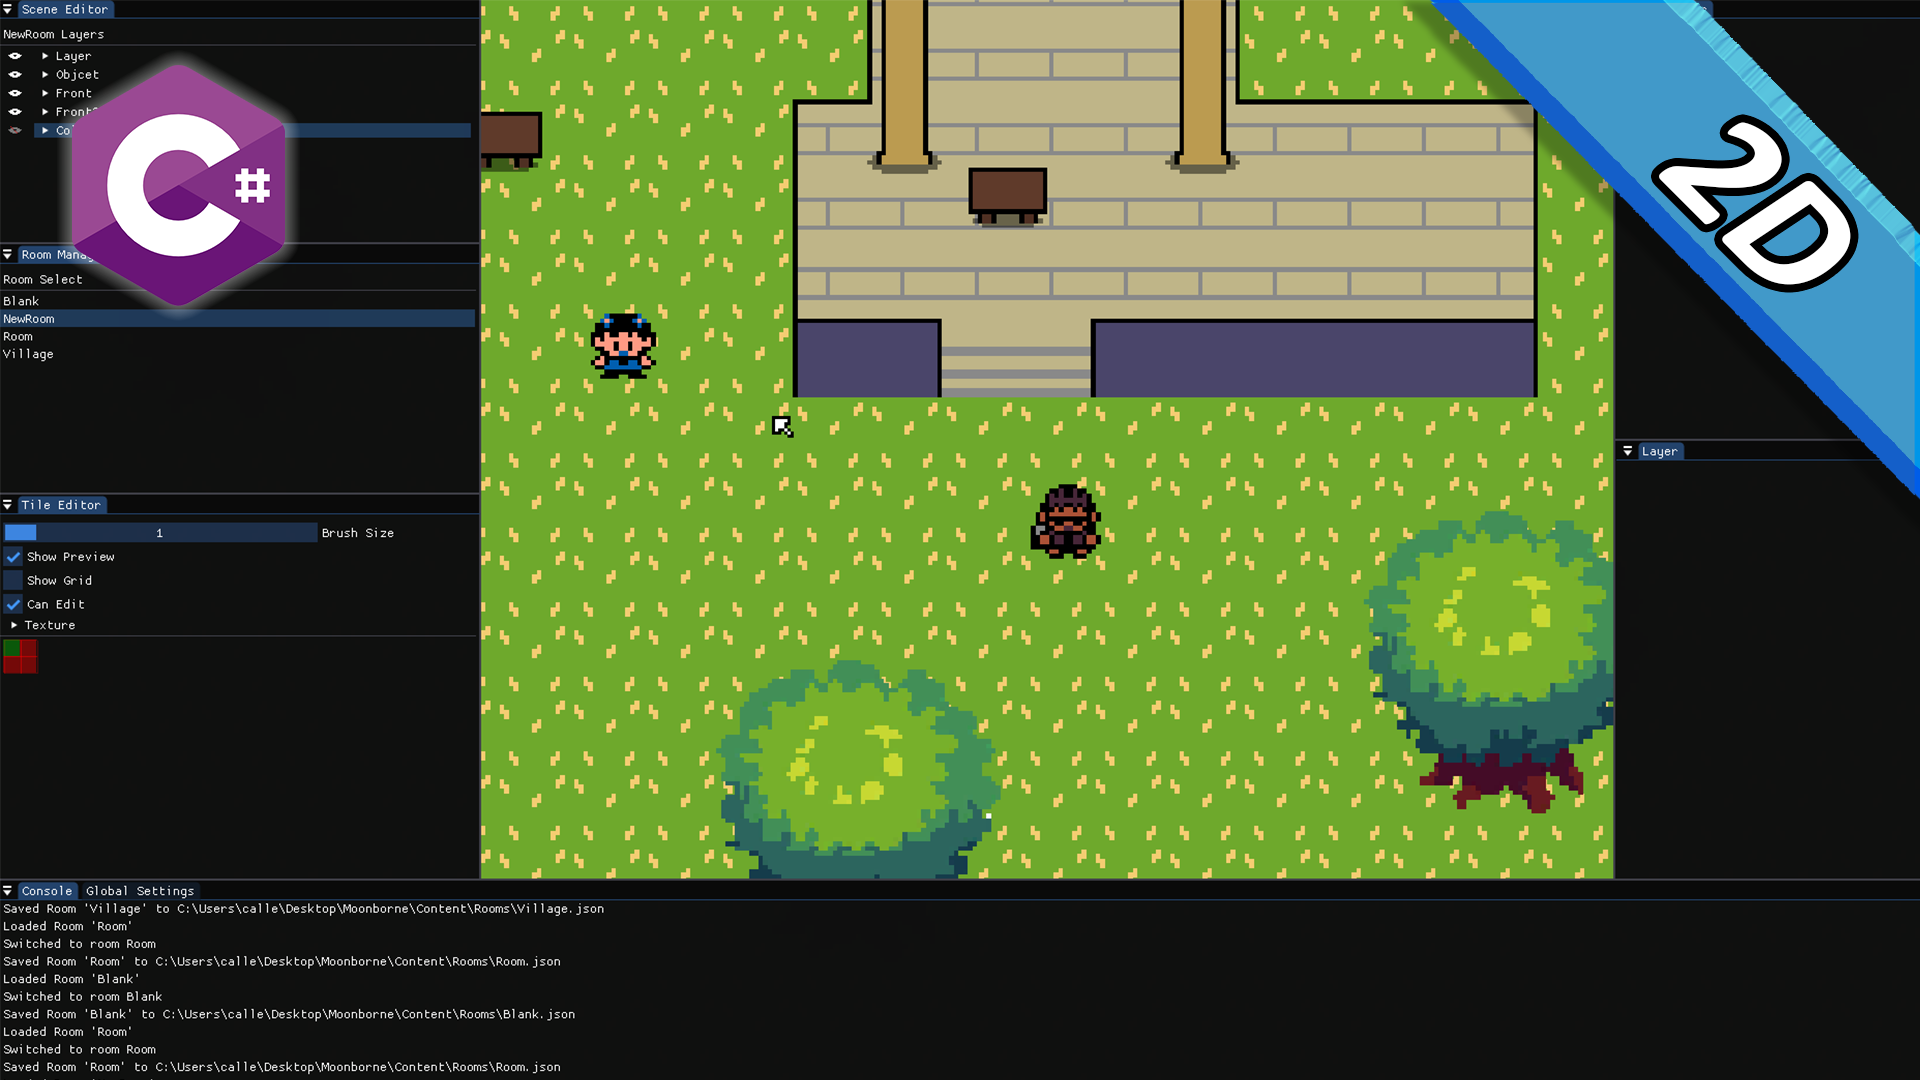 Scene Editor
NewRoom Layers
Layer
Objcet
Front
Front
Co
C#
Room Mana
Room Select
Blank
NewRoom
Room
Village
Tile Editor
1 Brush Size
Show Preview
Show Grid
Can Edit
Texture
2D
Layer
Console Global Settings
Saved Room 'Village' to C:\Users\calle\Desktop\Moonborne\Content\Rooms\Village.json
Loaded Room 'Room'
Switched to room Room
Saved Room 'Room' to C:\Users\calle\Desktop\Moonborne\Content\Rooms\Room.json
Loaded Room 'Blank'
Switched to room Blank
Saved Room 'Blank' to C:\Users\calle\Desktop\Moonborne\Content\Rooms\Blank.json
Loaded Room 'Room'
Switched to room Room
Saved Room 'Room' to C:\Users\calle\Desktop\Moonborne\Content\Rooms\Room.json